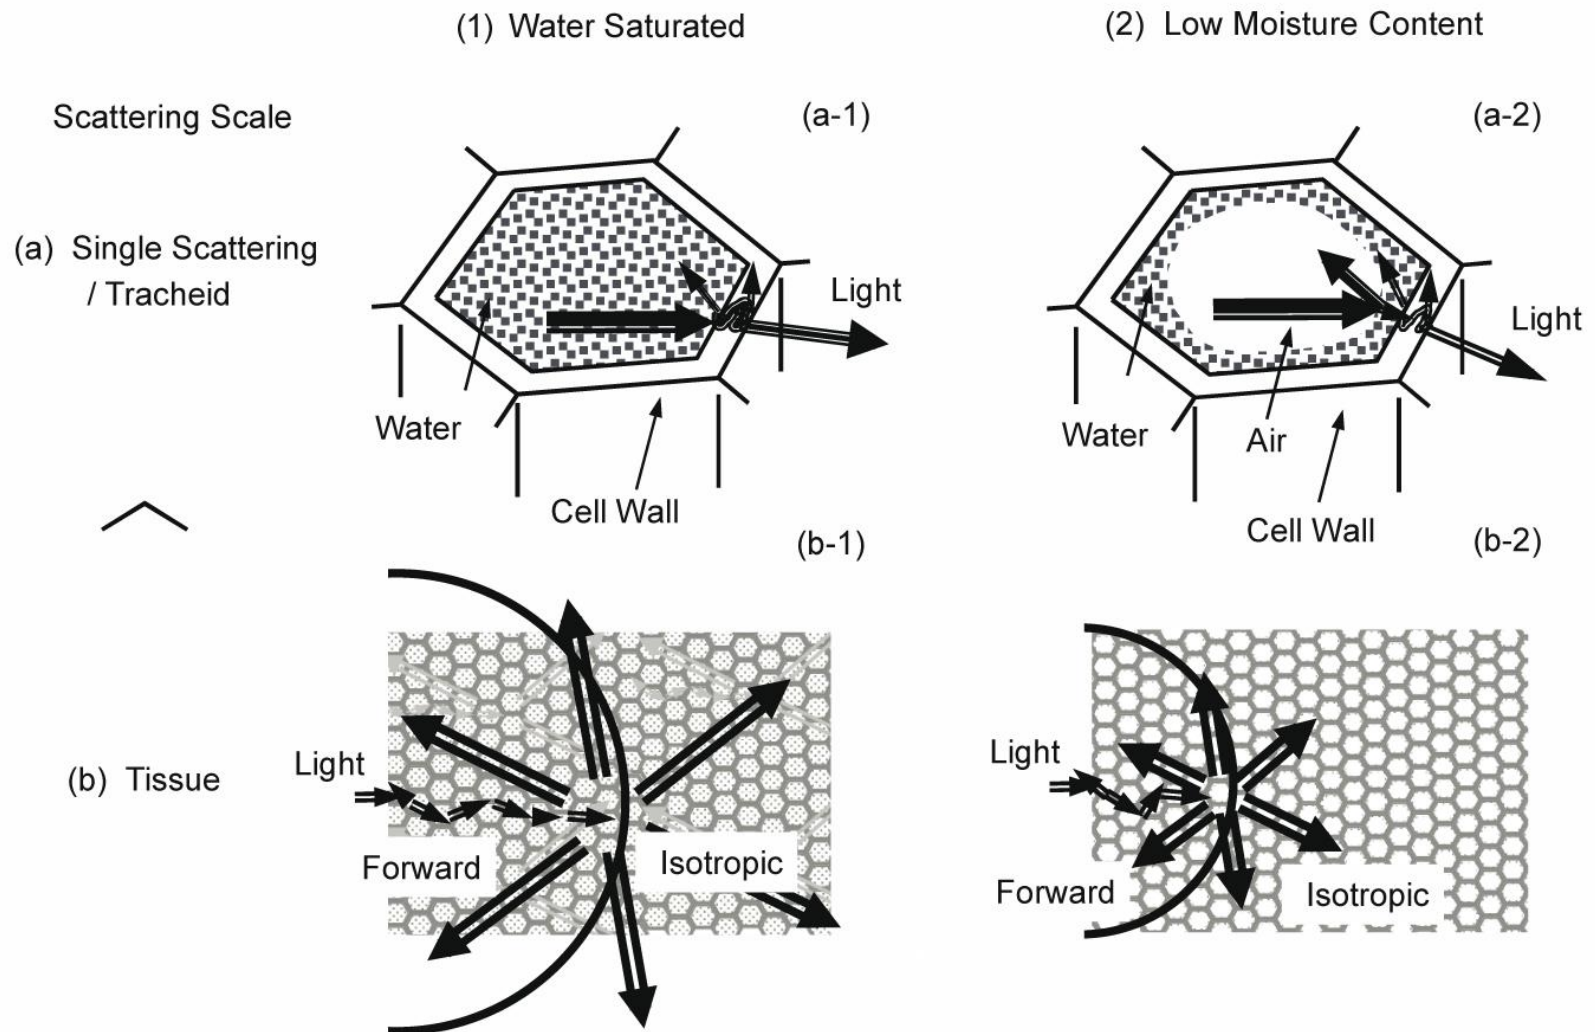 (1) Water Saturated
(2) Low Moisture Content
Scattering Scale
(a-1)
(a-2)
(a) Single Scattering
/ Tracheid
Light
Light
Water
Water
Air
Cell Wall
Cell Wall
(b-1)
(b-2)
(b) Tissue
Light
Light
Forward
Isotropic
Forward
Isotropic